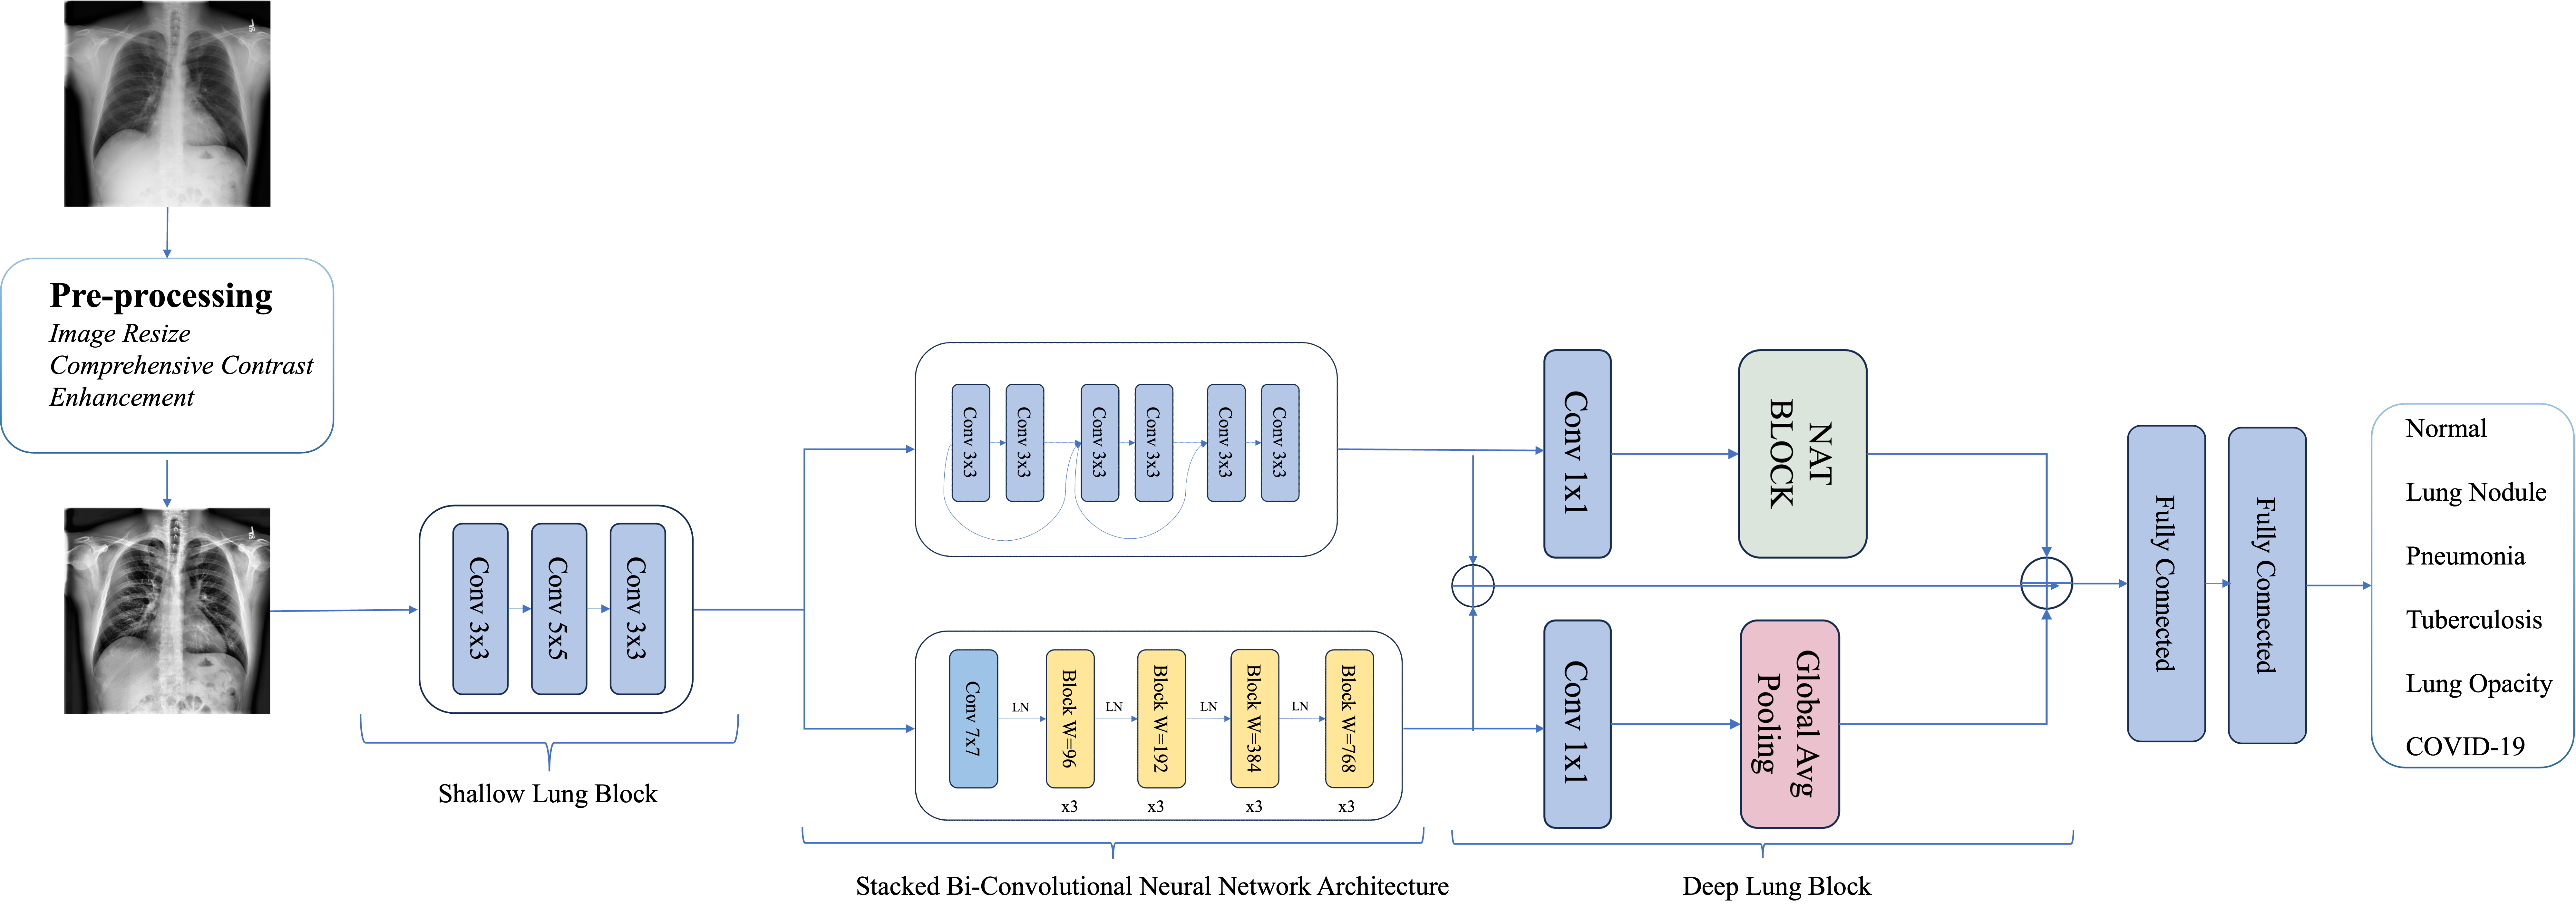 Pre-processing
Image Resize
Comprehensive Contrast
Enhancement
Conv 3x3
Conv 5x5
Conv 3x3
Shallow Lung Block
Conv 3x3
Conv 3x3
Conv 3x3
Conv 3x3
Conv 3x3
Conv 3x3
Conv 7x7
LN
Block W=96
x3
LN
Block W=192
x3
LN
Block W=384
x3
LN
Block W=768
x3
Stacked Bi-Convolutional Neural Network Architecture
Conv 1x1
NAT
BLOCK
Conv 1x1
Global Avg
Pooling
Deep Lung Block
Fully Connected
Fully Connected
Normal
Lung Nodule
Pneumonia
Tuberculosis
Lung Opacity
COVID-19